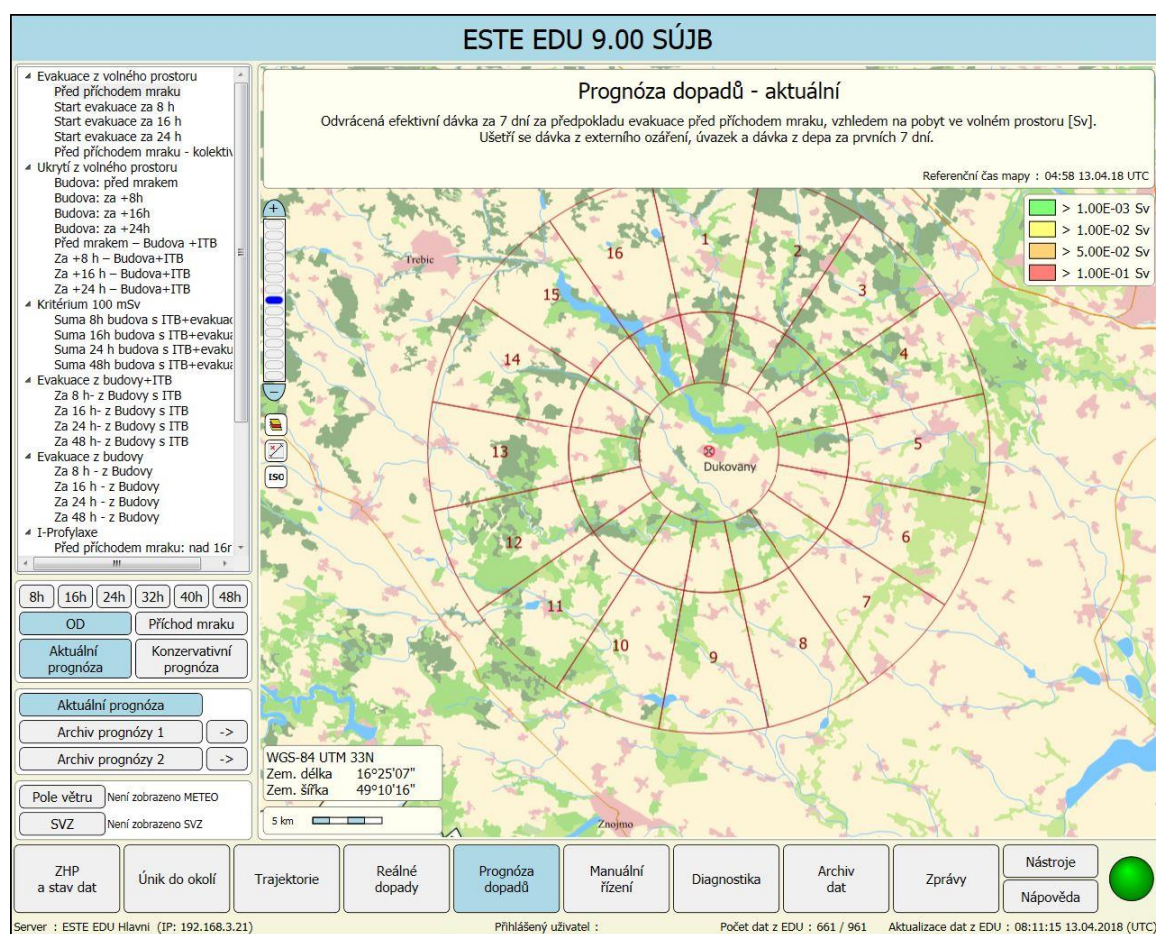 ESTE EDU 9.00 SÚJB
Evakuace z volného prostoru
Před příchodem mraku
Start evakuace za 8 h
Start evakuace za 16 h
Start evakuace za 24 h
Před příchodem mraku - kolektiv
Ukrytí z volného prostoru
Budova: před mrakem
Budova: za +8h
Budova: za +16h
Budova: za +24h
Před mrakem – Budova +ITB
Za +8 h – Budova+ITB
Za +16 h – Budova+ITB
Za +24 h – Budova+ITB
Kritérium 100 mSv
Suma 8h budova s ITB+evakuac
Suma 16h budova s ITB+evakua
Suma 24 h budova s ITB+evaku
Suma 48h budova s ITB+evakua
Evakuace z budovy+ITB
Za 8 h- z Budovy s ITB
Za 16 h- z Budovy s ITB
Za 24 h- z Budovy s ITB
Za 48 h- z Budovy s ITB
Evakuace z budovy
Za 8 h - z Budovy
Za 16 h - z Budovy
Za 24 h - z Budovy
Za 48 h - z Budovy
I-Profylaxe
Před příchodem mraku: nad 16r
8h 16h 24h 32h 40h 48h
OD Příchod mraku
Aktuální prognóza
Konzervativní prognóza
Aktuální prognóza
Archiv prognózy 1 ->
Archiv prognózy 2 ->
Pole větru Není zobrazeno METEO
SVZ Není zobrazeno SVZ
Prognóza dopadů - aktuální
Odvrácená efektivní dávka za 7 dní za předpokladu evakuace před příchodem mraku, vzhledem na pobyt ve volném prostoru [Sv].
Ušetří se dávka z externího ozáření, úvazek a dávka z depa za prvních 7 dní.
Referenční čas mapy : 04:58 13.04.18 UTC
> 1.00E-03 Sv
> 1.00E-02 Sv
> 5.00E-02 Sv
> 1.00E-01 Sv
+
−
ISO
Trebic
1
2
3
4
5
6
7
8
9
10
11
12
13
14
15
16
Dukovany
Znojmo
WGS-84 UTM 33N
Zem. délka 16°25'07"
Zem. šířka 49°10'16"
5 km
ZHP a stav dat
Únik do okolí
Trajektorie
Reálné dopady
Prognóza dopadů
Manuální řízení
Diagnostika
Archiv dat
Zprávy
Nástroje
Nápověda
Server : ESTE EDU Hlavni (IP: 192.168.3.21) Přihlášený uživatel : Počet dat z EDU : 661 / 961 Aktualizace dat z EDU : 08:11:15 13.04.2018 (UTC)